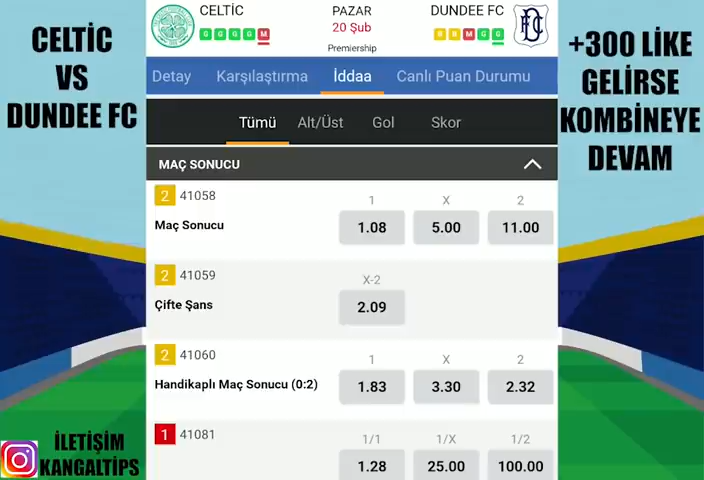 CELTİC
VS
DUNDEE FC
CELTİC
G G G G M
PAZAR
20 Şub
Premiership
DUNDEE FC
B B M G G
+300 LİKE
GELİRSE
KOMBİNEYE
DEVAM
Detay Karşılaştırma İddaa Canlı Puan Durumu
Tümü Alt/Üst Gol Skor
MAÇ SONUCU
2 41058
1 X 2
Maç Sonucu 1.08 5.00 11.00
2 41059
X-2
Çifte Şans 2.09
2 41060
1 X 2
Handikaplı Maç Sonucu (0:2) 1.83 3.30 2.32
1 41081
1/1 1/X 1/2
1.28 25.00 100.00
İLETİŞİM
KANGALTİPS